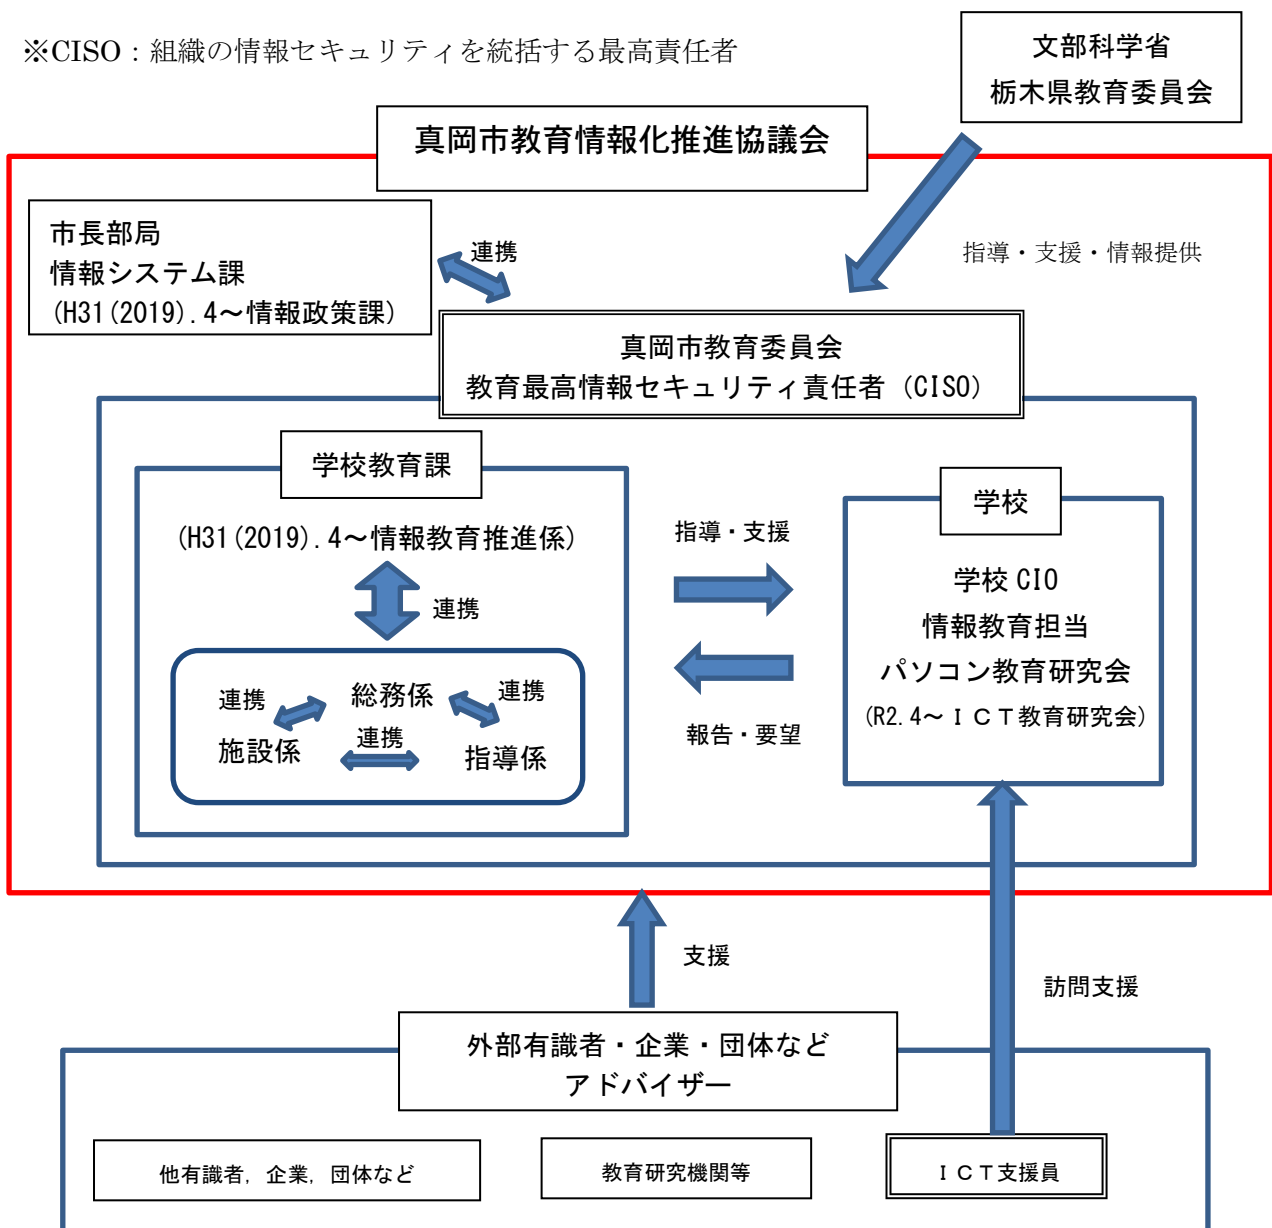 ※CISO：組織の情報セキュリティを統括する最高責任者
文部科学省
栃木県教育委員会
真岡市教育情報化推進協議会
市長部局
情報システム課
(H31(2019).4～情報政策課)
連携
指導・支援・情報提供
真岡市教育委員会
教育最高情報セキュリティ責任者（CISO）
学校教育課
(H31(2019).4～情報教育推進係)
連携
連携
総務係
連携
施設係
連携
指導係
指導・支援
報告・要望
学校
学校 CIO
情報教育担当
パソコン教育研究会
(R2.4～ＩＣＴ教育研究会)
支援
訪問支援
外部有識者・企業・団体など
アドバイザー
他有識者，企業，団体など
教育研究機関等
ＩＣＴ支援員